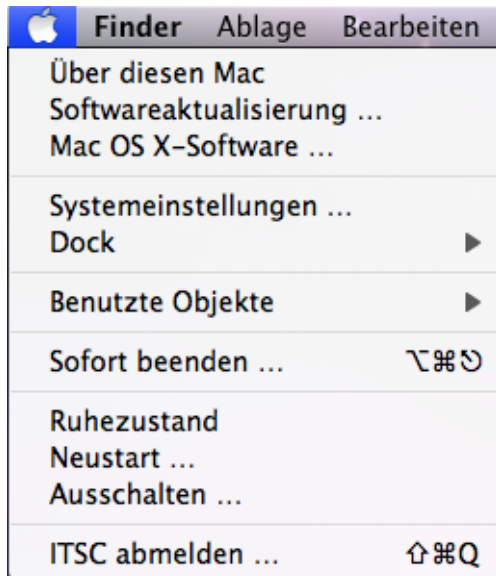 Finder Ablage Bearbeiten
Über diesen Mac
Softwareaktualisierung ...
Mac OS X-Software ...
Systemeinstellungen ...
Dock ▶
Benutzte Objekte ▶
Sofort beenden ... ⌥⌘⎋
Ruhezustand
Neustart ...
Ausschalten ...
ITSC abmelden ... ⇧⌘Q